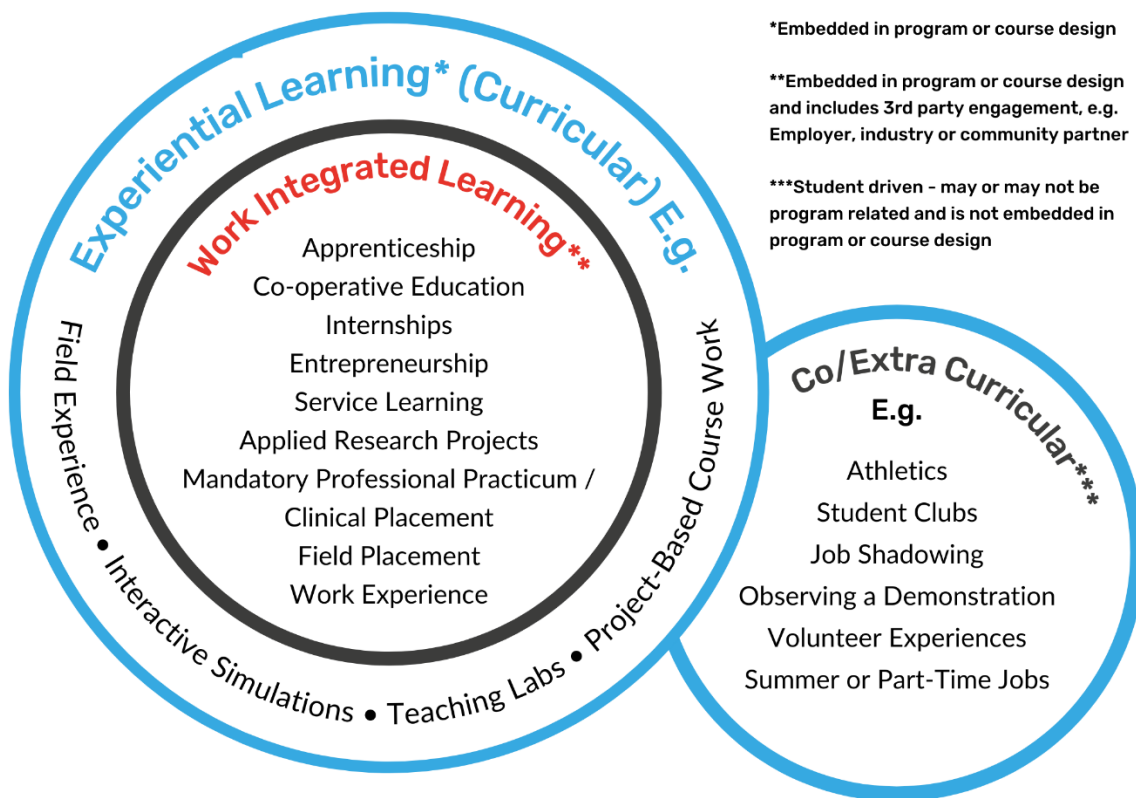 Experiential Learning* (Curricular) E.g.
Work Integrated Learning**
Apprenticeship
Co-operative Education
Internships
Entrepreneurship
Service Learning
Applied Research Projects
Mandatory Professional Practicum /
Clinical Placement
Field Placement
Work Experience
Field Experience • Interactive Simulations • Teaching Labs • Project-Based Course Work
*Embedded in program or course design
**Embedded in program or course design
and includes 3rd party engagement, e.g.
Employer, industry or community partner
***Student driven - may or may not be
program related and is not embedded in
program or course design
Co/Extra Curricular***
E.g.
Athletics
Student Clubs
Job Shadowing
Observing a Demonstration
Volunteer Experiences
Summer or Part-Time Jobs